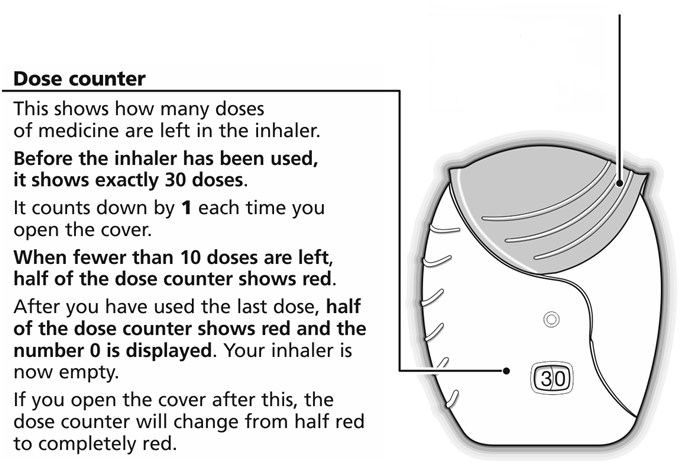 Dose counter
This shows how many doses
of medicine are left in the inhaler.
Before the inhaler has been used,
it shows exactly 30 doses.
It counts down by 1 each time you
open the cover.
When fewer than 10 doses are left,
half of the dose counter shows red.
After you have used the last dose, half
of the dose counter shows red and the
number 0 is displayed. Your inhaler is
now empty.
If you open the cover after this, the
dose counter will change from half red
to completely red.
30